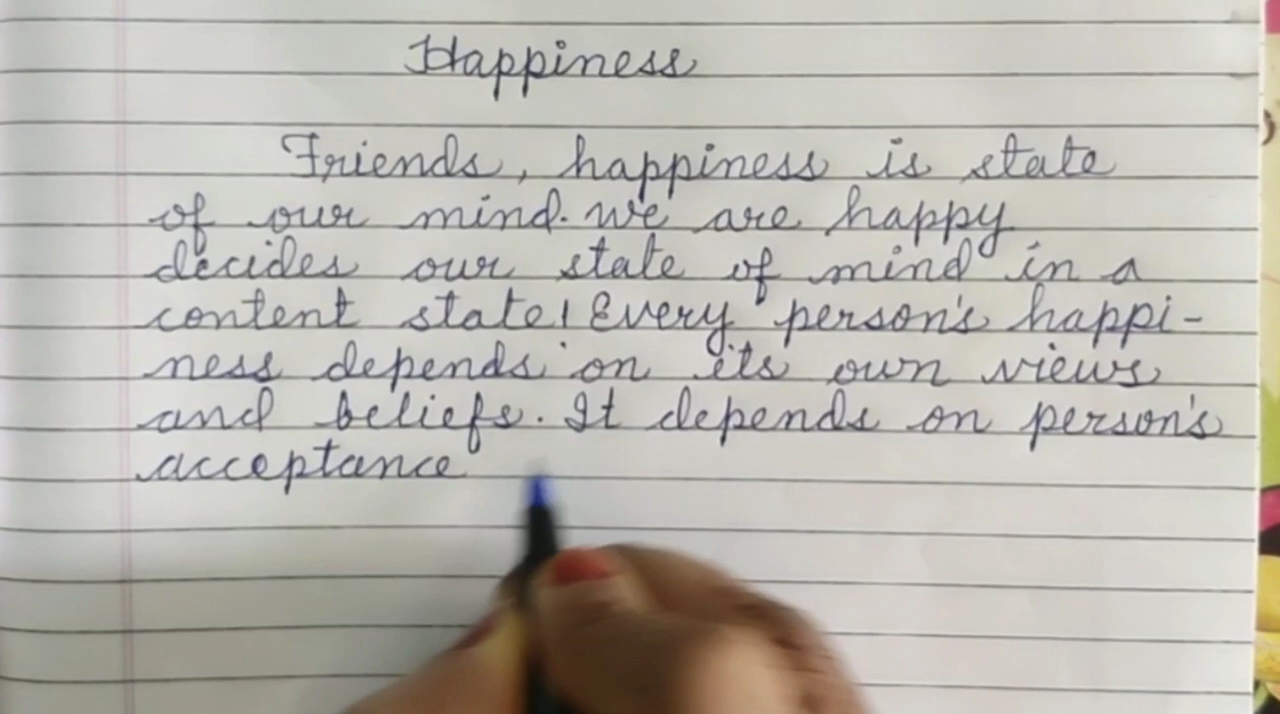 Happiness
Friends, happiness is state
of our mind. we are happy
decides our state of mind in a
content state! Every person's happi-
ness depends on its own views
and beliefs. It depends on person's
acceptance